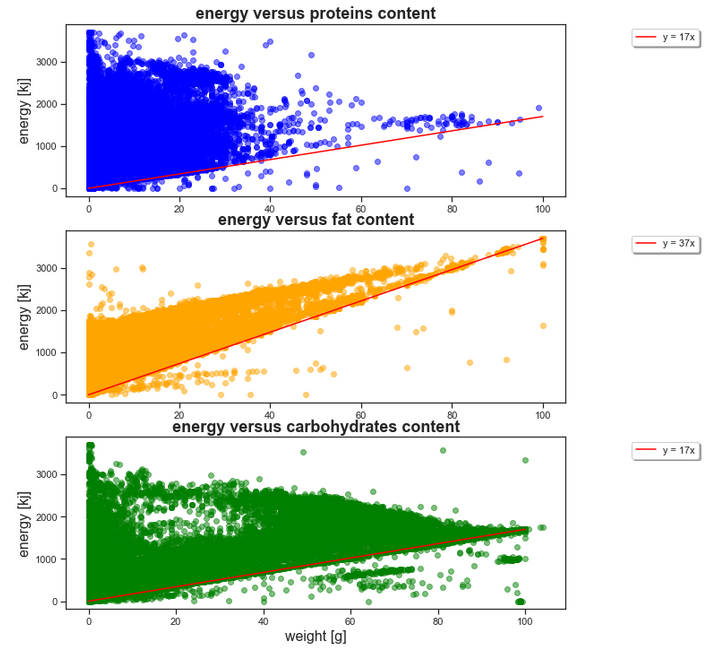 energy versus proteins content
y = 17x
energy [kj]
3000
2000
1000
0
0 20 40 60 80 100
energy versus fat content
y = 37x
energy [kj]
3000
2000
1000
0
0 20 40 60 80 100
energy versus carbohydrates content
y = 17x
energy [kj]
3000
2000
1000
0
0 20 40 60 80 100
weight [g]